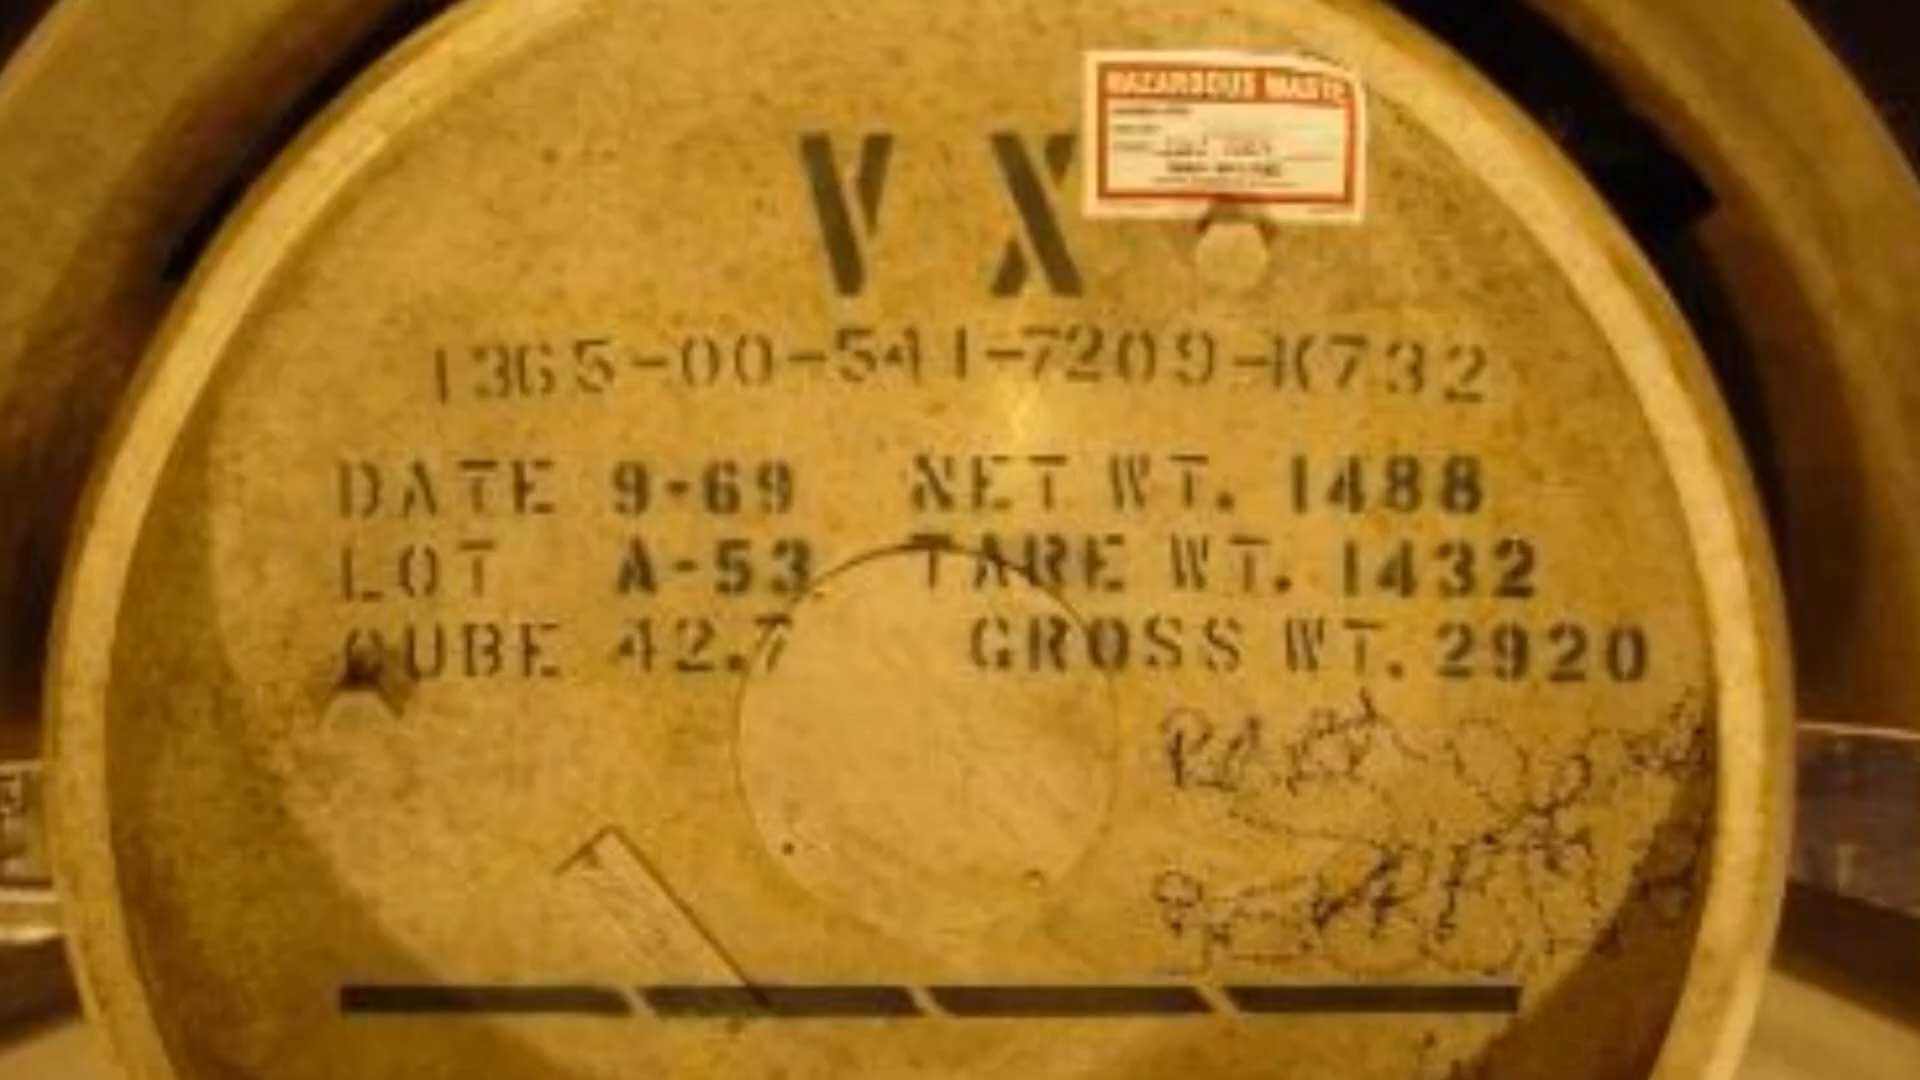 HAZARDOUS WASTE
VX
1365-00-541-7209-K732
DATE 9-69 NET WT. 1488
LOT A-53 TARE WT. 1432
CUBE 42.7 GROSS WT. 2920